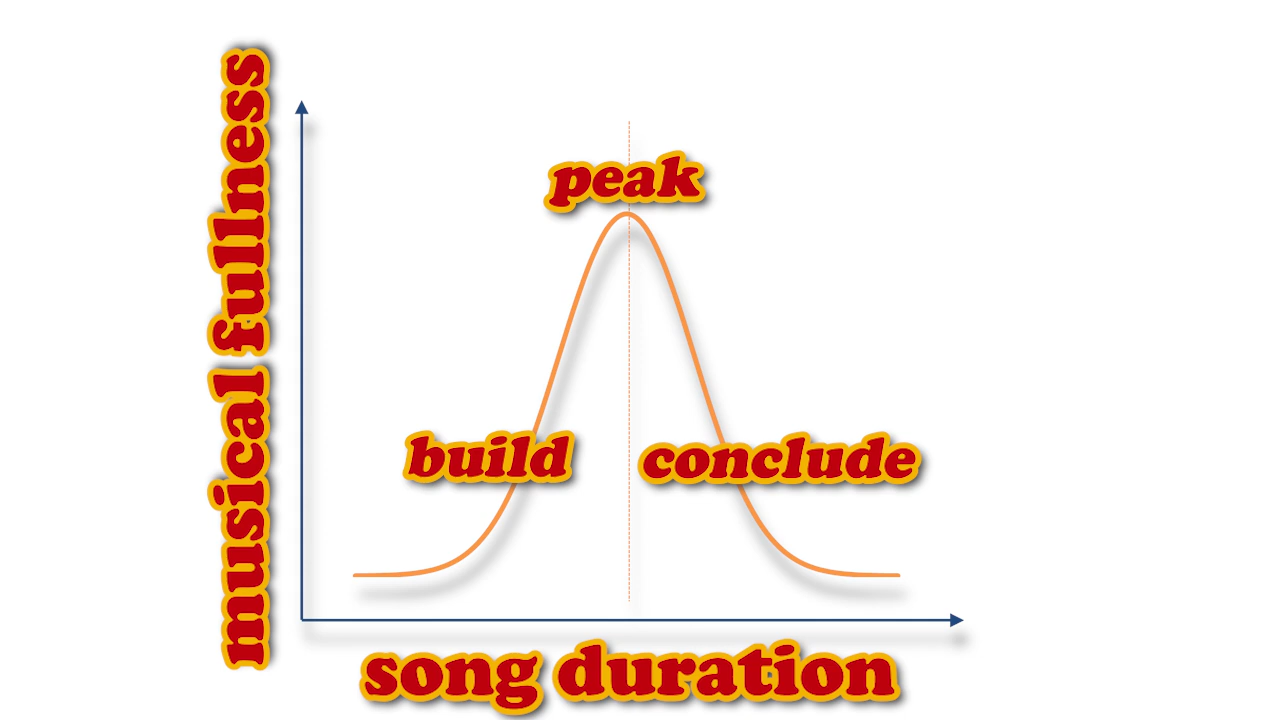 musical fullness
peak
build
conclude
song duration